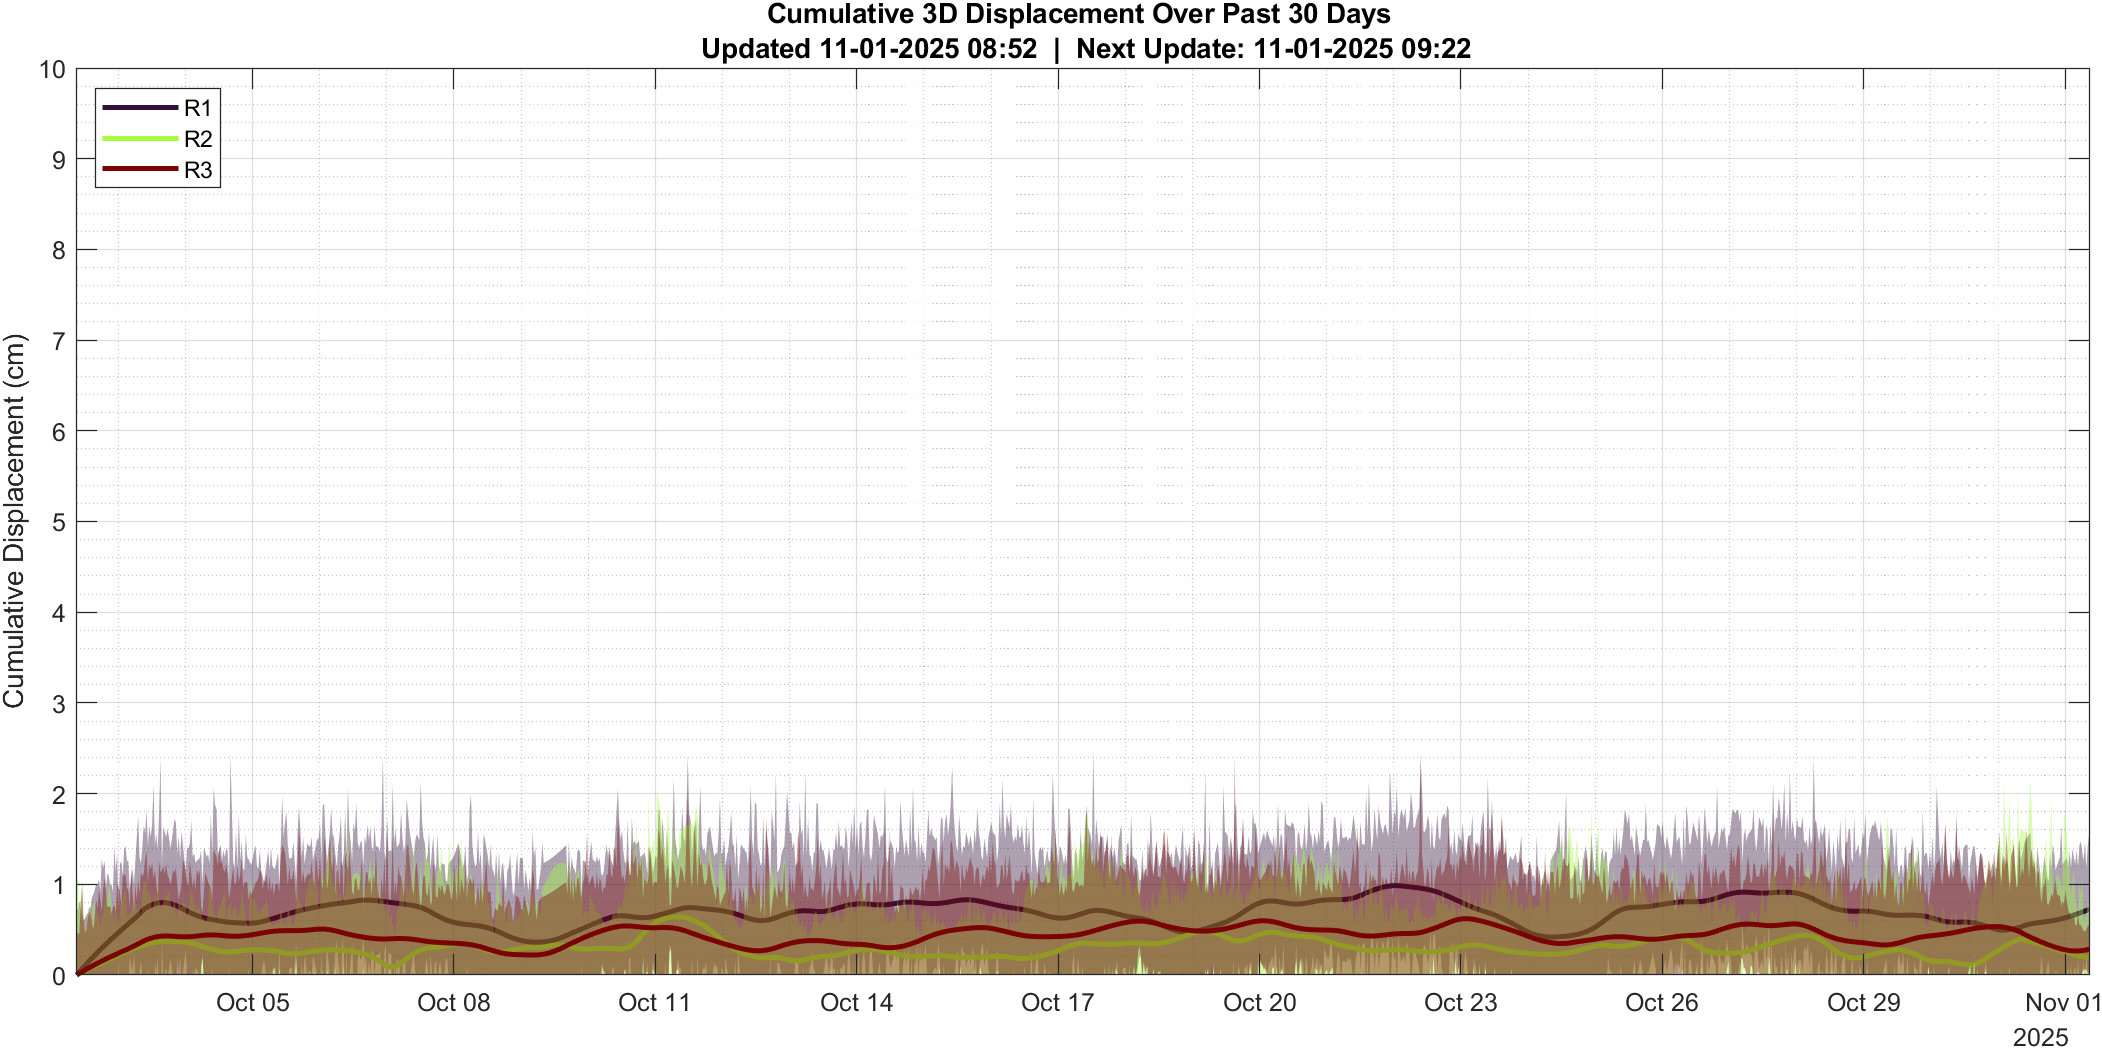 Cumulative 3D Displacement Over Past 30 Days
Updated 11-01-2025 08:52 | Next Update: 11-01-2025 09:22
R1
R2
R3
Cumulative Displacement (cm)
10
9
8
7
6
5
4
3
2
1
0
Oct 05 Oct 08 Oct 11 Oct 14 Oct 17 Oct 20 Oct 23 Oct 26 Oct 29 Nov 01
2025